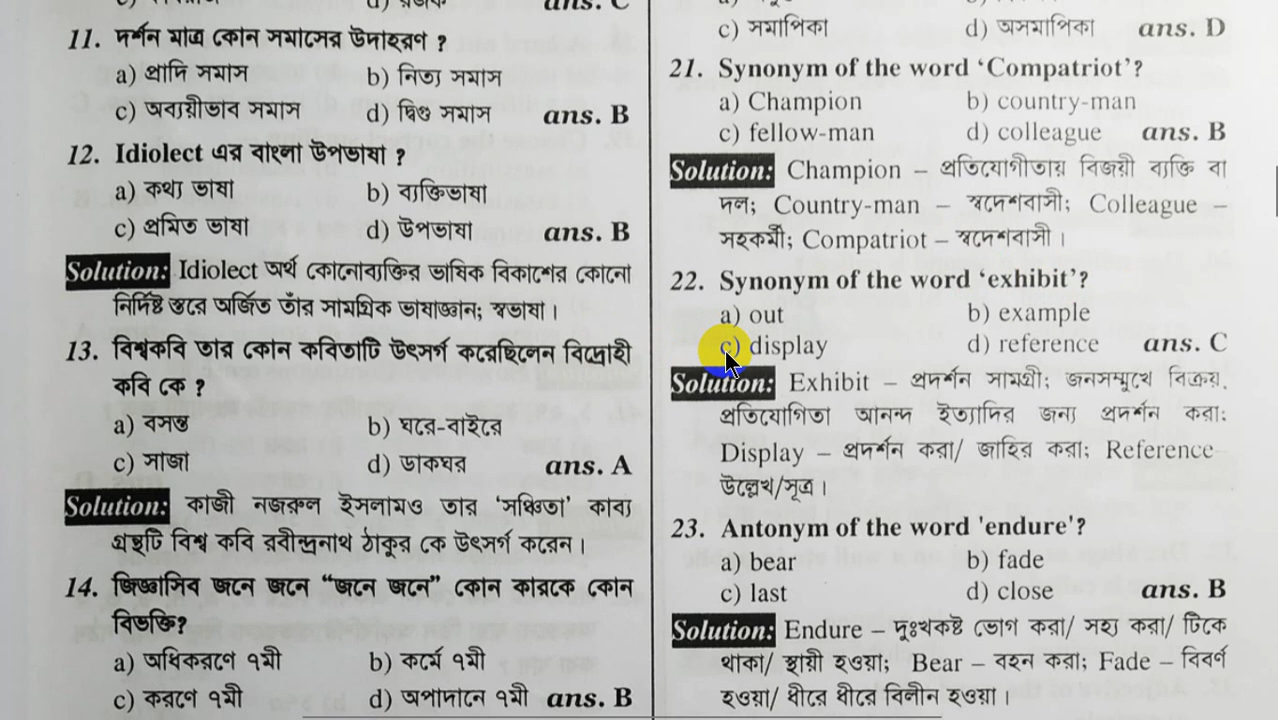 ans. C
11. দর্শন মাত্র কোন সমাসের উদাহরণ ?
a) প্রাদি সমাস b) নিত্য সমাস
c) অব্যয়ীভাব সমাস d) দ্বিগু সমাস ans. B
12. Idiolect এর বাংলা উপভাষা ?
a) কথ্য ভাষা b) ব্যক্তিভাষা
c) প্রমিত ভাষা d) উপভাষা ans. B
Solution: Idiolect অর্থ কোনোব্যক্তির ভাষিক বিকাশের কোনো
নির্দিষ্ট স্তরে অর্জিত তাঁর সামগ্রিক ভাষাজ্ঞান; স্বভাষা।
13. বিশ্বকবি তার কোন কবিতাটি উৎসর্গ করেছিলেন বিদ্রোহী
কবি কে ?
a) বসন্ত b) ঘরে-বাইরে
c) সাজা d) ডাকঘর ans. A
Solution: কাজী নজরুল ইসলামও তার ‘সঞ্চিতা’ কাব্য
গ্রন্থটি বিশ্ব কবি রবীন্দ্রনাথ ঠাকুর কে উৎসর্গ করেন।
14. জিজ্ঞাসিব জনে জনে “জনে জনে” কোন কারকে কোন
বিভক্তি?
a) অধিকরণে ৭মী b) কর্মে ৭মী
c) করণে ৭মী d) অপাদানে ৭মী ans. B
c) সমাপিকা d) অসমাপিকা ans. D
21. Synonym of the word ‘Compatriot’?
a) Champion b) country-man
c) fellow-man d) colleague ans. B
Solution: Champion – প্রতিযোগীতায় বিজয়ী ব্যক্তি বা
দল; Country-man – স্বদেশবাসী; Colleague –
সহকর্মী; Compatriot – স্বদেশবাসী।
22. Synonym of the word ‘exhibit’?
a) out b) example
c) display d) reference ans. C
Solution: Exhibit – প্রদর্শন সামগ্রী; জনসম্মুখে বিক্রয়,
প্রতিযোগিতা আনন্দ ইত্যাদির জন্য প্রদর্শন করা;
Display – প্রদর্শন করা/ জাহির করা; Reference–
উল্লেখ/সূত্র।
23. Antonym of the word 'endure'?
a) bear b) fade
c) last d) close ans. B
Solution: Endure – দুঃখকষ্ট ভোগ করা/ সহ্য করা/ টিকে
থাকা/ স্থায়ী হওয়া; Bear – বহন করা; Fade – বিবর্ণ
হওয়া/ ধীরে ধীরে বিলীন হওয়া।